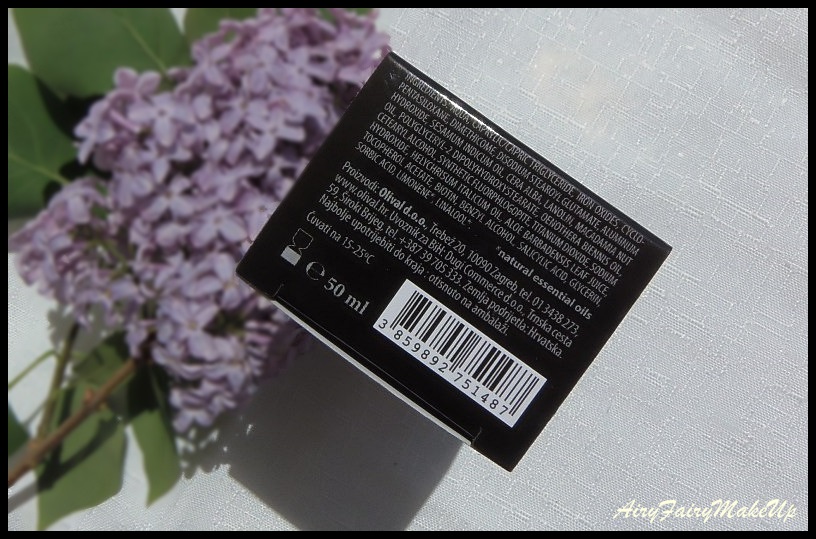 INGREDIENTS: AQUA, CAPRYLIC/CAPRIC TRIGLYCERIDE, IRON OXIDES, CYCLO-
PENTASILOXANE, DIMETHICONE, DISODIUM STEAROYL GLUTAMATE, ALUMINUM
HYDROXIDE, SESAMUM INDICUM OIL, CERA ALBA, LANOLIN, MACADAMIA NUT
OIL, POLYGLYCERYL-2 DIPOLYHYDROXYSTEARATE, OENOTHERA BIENNIS OIL,
CETEARYL ALCOHOL, SYNTHETIC FLUORPHLOGOPITE, TITANIUM DIOXIDE, SODIUM
HYDROXIDE, HELICHRYSUM ITALICUM OIL, ALOE BARBADENSIS LEAF JUICE,
TOCOPHERYL ACETATE, BIOTIN, BENZYL ALCOHOL, SALICYLIC ACID, GLYCERIN,
SORBIC ACID, LIMONENE*, LINALOOL*.
*natural essential oils
Proizvodi: Olival d.o.o., Trebež 20, 10090 Zagreb, tel. 01 3438 273,
www.olival.hr. Uvoznik za BiH: Dugi Commerce d.o.o., Trnska cesta
59, Široki Brijeg, tel +387 39 705 333. Zemlja podrijetla: Hrvatska.
Najbolje upotrijebiti do kraja : otisnuto na ambalaži.
Čuvati na 15-25ºC
℮ 50 ml
3 859892 751487
AiryFairyMakeUp